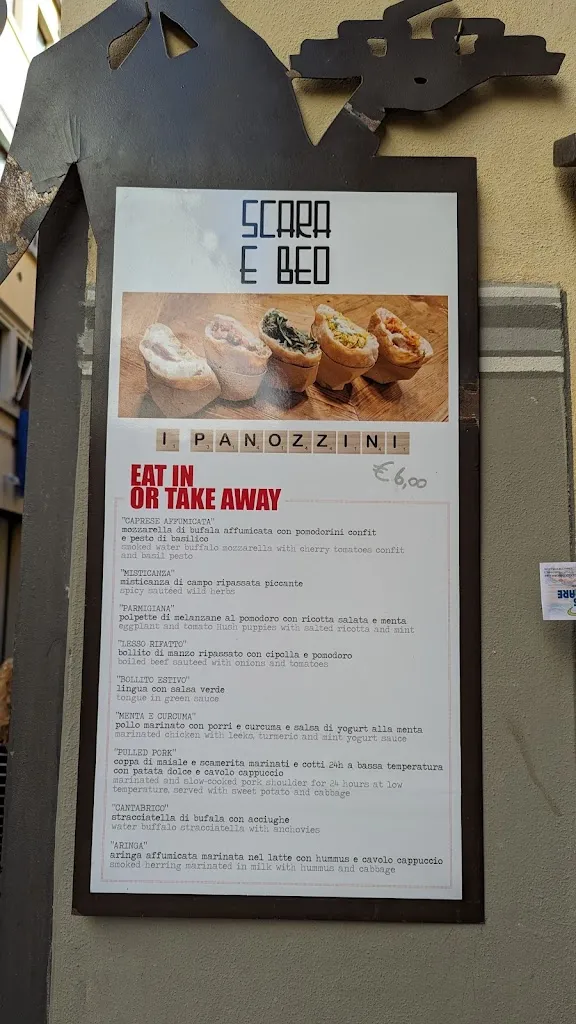 SCARA
E BEO
I PANOZZINI
€ 6,00
EAT IN
OR TAKE AWAY
"CAPRESE AFFUMICATA"
mozzarella di bufala affumicata con pomodorini confit
e pesto di basilico
smoked water buffalo mozzarella with cherry tomatoes confit
and basil pesto
"MISTICANZA"
misticanza di campo ripassata piccante
spicy sauteed wild herbs
"PARMIGIANA"
polpette di melanzane al pomodoro con ricotta salata e menta
eggplant and tomato Hush puppies with salted ricotta and mint
"LESSO RIFATTO"
bollito di manzo ripassato con cipolla e pomodoro
boiled beef sauteed with onions and tomatoes
"BOLLITO ESTIVO"
lingua con salsa verde
tongue in green sauce
"MENTA E CURCUMA"
pollo marinato con porri e curcuma e salsa di yogurt alla menta
marinated chicken with leeks, turmeric and mint yogurt sauce
"PULLED PORK"
coppa di maiale e scamerita marinati e cotti 24h a bassa temperatura
con patata dolce e cavolo cappuccio
marinated and slow-cooked pork shoulder for 24 hours at low
temperature, served with sweet potato and cabbage
"CANTABRICO"
stracciatella di bufala con acciughe
water buffalo stracciatella with anchovies
"ARINGA"
aringa affumicata marinata nel latte con hummus e cavolo cappuccio
smoked herring marinated in milk with hummus and cabbage
ARE